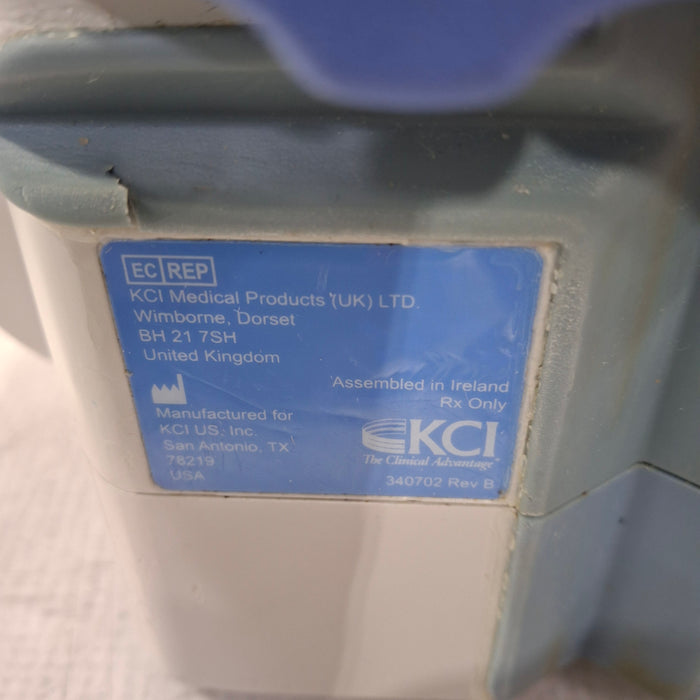 EC REP
KCI Medical Products (UK) LTD.
Wimborne, Dorset
BH 21 7SH
United Kingdom
Assembled in Ireland
Rx Only
Manufactured for
KCI US, Inc.
San Antonio, TX
78219
USA
KCI
The Clinical Advantage
340702 Rev B